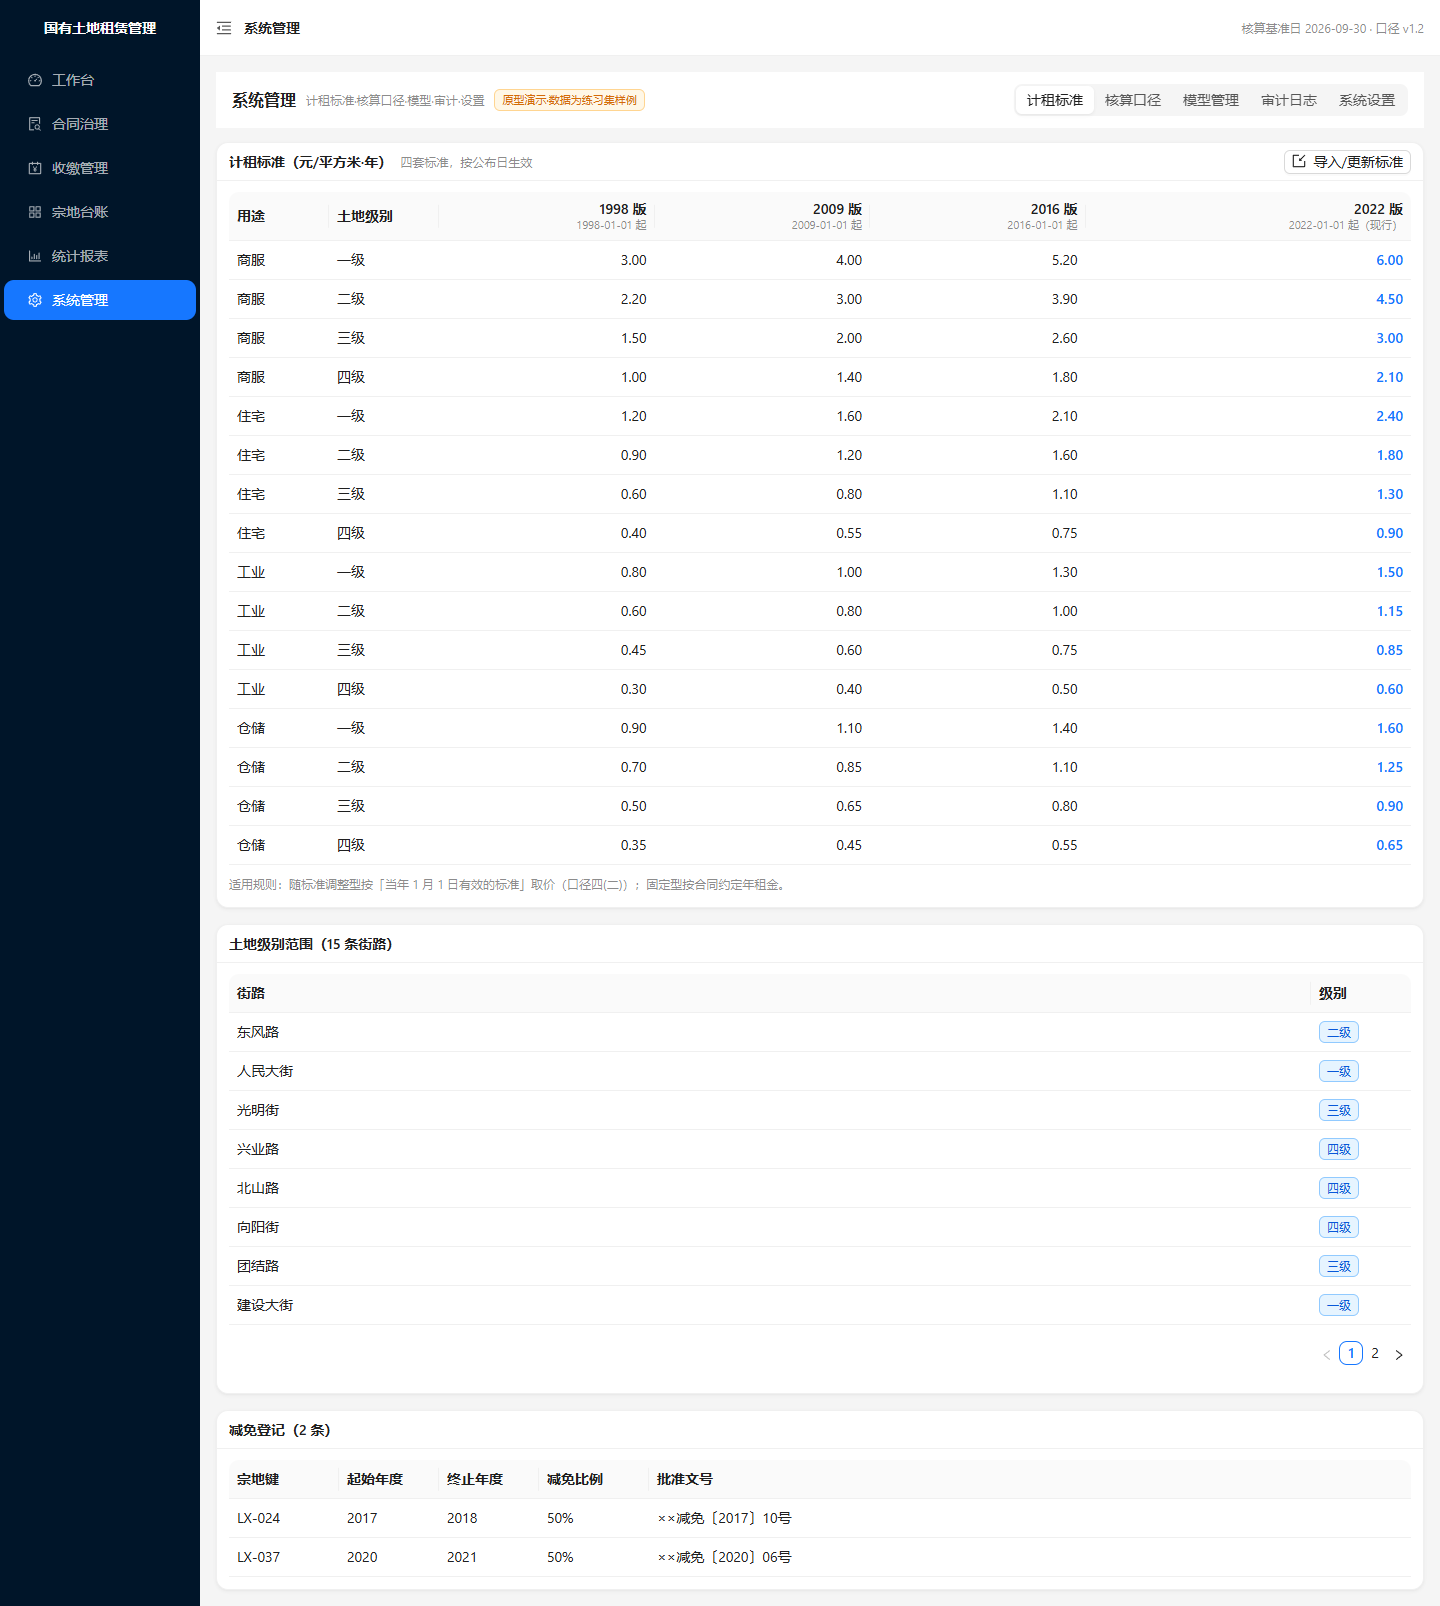 国有土地租赁管理
工作台
合同治理
收缴管理
宗地台账
统计报表
系统管理
系统管理
核算基准日 2026-09-30 · 口径 v1.2
系统管理 计租标准·核算口径·模型·审计·设置 原型演示·数据为练习集样例
计租标准 核算口径 模型管理 审计日志 系统设置
计租标准（元/平方米·年） 四套标准，按公布日生效
导入/更新标准
用途 土地级别 1998 版 2009 版 2016 版 2022 版
1998-01-01 起 2009-01-01 起 2016-01-01 起 2022-01-01 起（现行）
商服 一级 3.00 4.00 5.20 6.00
商服 二级 2.20 3.00 3.90 4.50
商服 三级 1.50 2.00 2.60 3.00
商服 四级 1.00 1.40 1.80 2.10
住宅 一级 1.20 1.60 2.10 2.40
住宅 二级 0.90 1.20 1.60 1.80
住宅 三级 0.60 0.80 1.10 1.30
住宅 四级 0.40 0.55 0.75 0.90
工业 一级 0.80 1.00 1.30 1.50
工业 二级 0.60 0.80 1.00 1.15
工业 三级 0.45 0.60 0.75 0.85
工业 四级 0.30 0.40 0.50 0.60
仓储 一级 0.90 1.10 1.40 1.60
仓储 二级 0.70 0.85 1.10 1.25
仓储 三级 0.50 0.65 0.80 0.90
仓储 四级 0.35 0.45 0.55 0.65
适用规则：随标准调整型按「当年 1 月 1 日有效的标准」取价（口径四(二)）；固定型按合同约定年租金。
土地级别范围（15 条街路）
街路 级别
东风路 二级
人民大街 一级
光明街 三级
兴业路 四级
北山路 四级
向阳街 四级
团结路 三级
建设大街 一级
< 1 2 >
减免登记（2 条）
宗地键 起始年度 终止年度 减免比例 批准文号
LX-024 2017 2018 50% ××减免〔2017〕10号
LX-037 2020 2021 50% ××减免〔2020〕06号